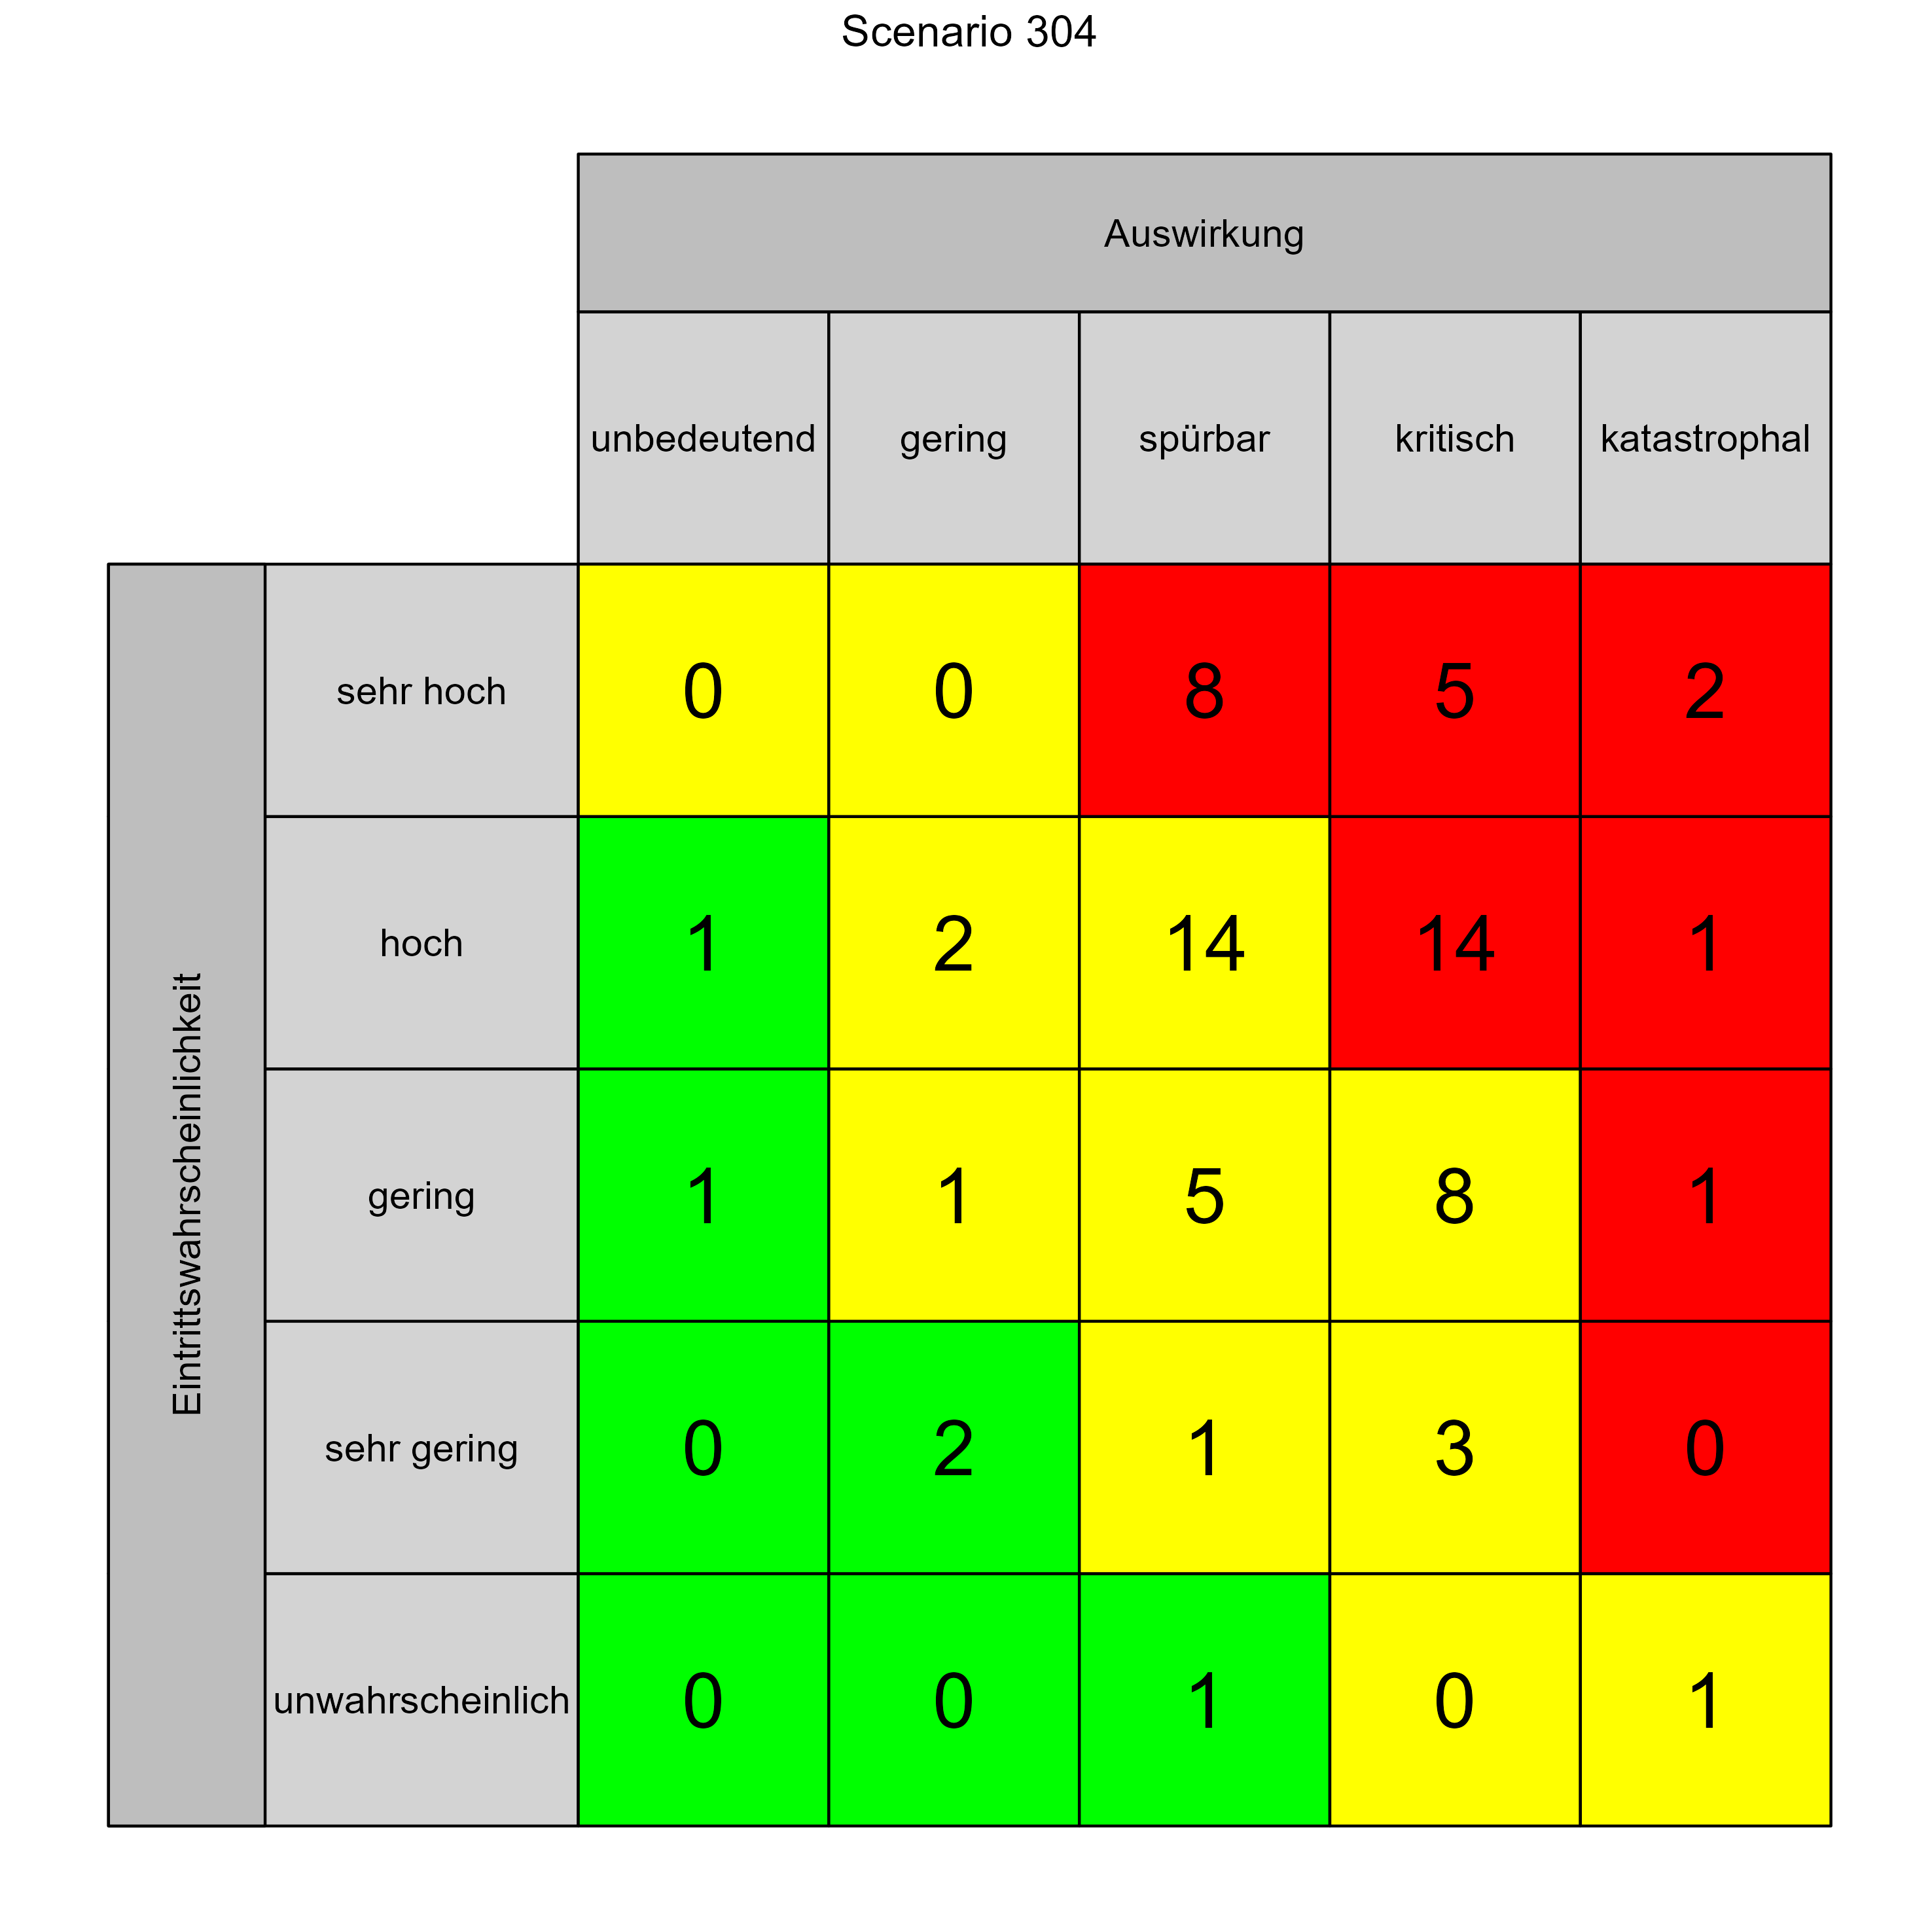 Scenario 304
Auswirkung
unbedeutend gering spürbar kritisch katastrophal
Eintrittswahrscheinlichkeit
sehr hoch 0 0 8 5 2
hoch 1 2 14 14 1
gering 1 1 5 8 1
sehr gering 0 2 1 3 0
unwahrscheinlich 0 0 1 0 1